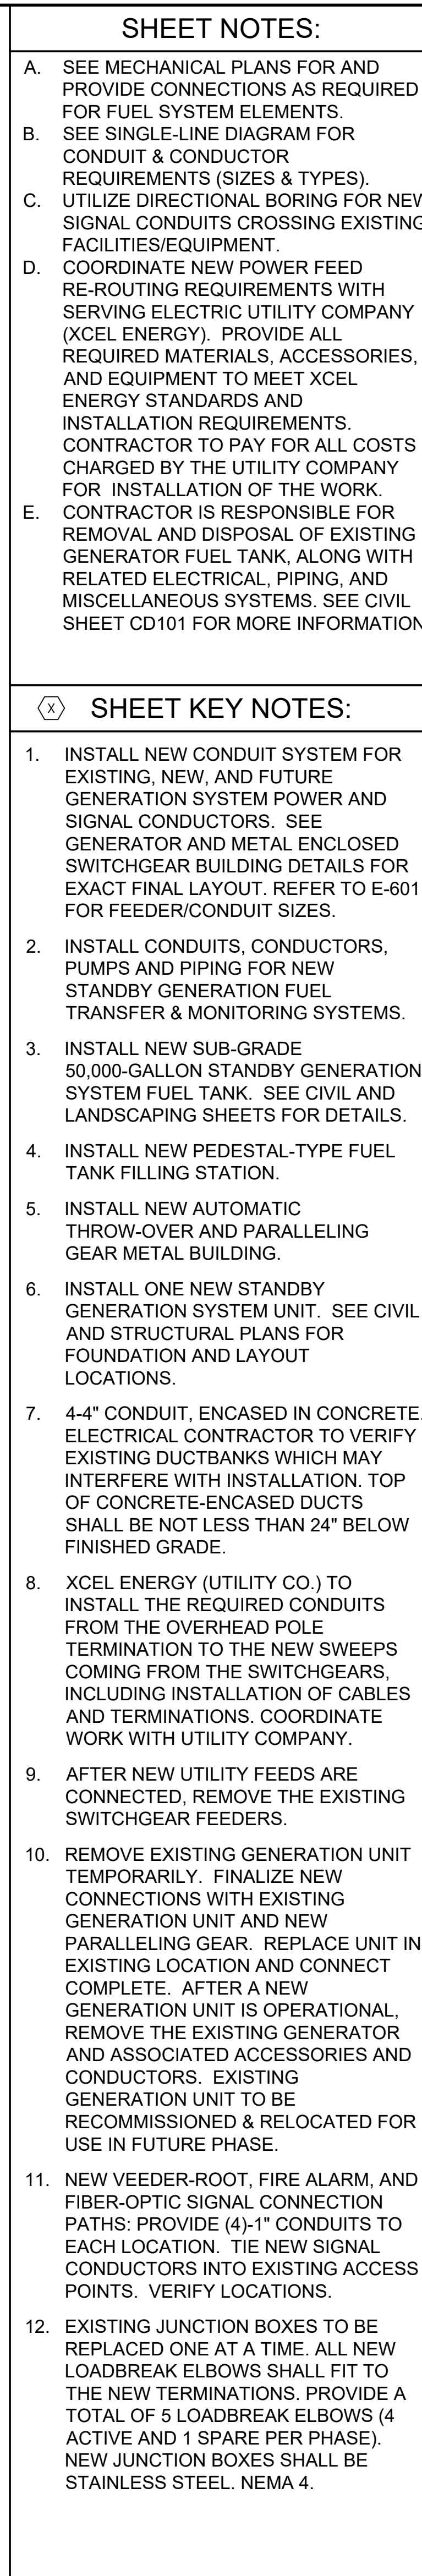 SHEET NOTES:
A. SEE MECHANICAL PLANS FOR AND
PROVIDE CONNECTIONS AS REQUIRED
FOR FUEL SYSTEM ELEMENTS.
B. SEE SINGLE-LINE DIAGRAM FOR
CONDUIT & CONDUCTOR
REQUIREMENTS (SIZES & TYPES).
C. UTILIZE DIRECTIONAL BORING FOR NEW
SIGNAL CONDUITS CROSSING EXISTING
FACILITIES/EQUIPMENT.
D. COORDINATE NEW POWER FEED
RE-ROUTING REQUIREMENTS WITH
SERVING ELECTRIC UTILITY COMPANY
(XCEL ENERGY). PROVIDE ALL
REQUIRED MATERIALS, ACCESSORIES,
AND EQUIPMENT TO MEET XCEL
ENERGY STANDARDS AND
INSTALLATION REQUIREMENTS.
CONTRACTOR TO PAY FOR ALL COSTS
CHARGED BY THE UTILITY COMPANY
FOR INSTALLATION OF THE WORK.
E. CONTRACTOR IS RESPONSIBLE FOR
REMOVAL AND DISPOSAL OF EXISTING
GENERATOR FUEL TANK, ALONG WITH
RELATED ELECTRICAL, PIPING, AND
MISCELLANEOUS SYSTEMS. SEE CIVIL
SHEET CD101 FOR MORE INFORMATION
X SHEET KEY NOTES:
1. INSTALL NEW CONDUIT SYSTEM FOR
EXISTING, NEW, AND FUTURE
GENERATION SYSTEM POWER AND
SIGNAL CONDUCTORS. SEE
GENERATOR AND METAL ENCLOSED
SWITCHGEAR BUILDING DETAILS FOR
EXACT FINAL LAYOUT. REFER TO E-601
FOR FEEDER/CONDUIT SIZES.
2. INSTALL CONDUITS, CONDUCTORS,
PUMPS AND PIPING FOR NEW
STANDBY GENERATION FUEL
TRANSFER & MONITORING SYSTEMS.
3. INSTALL NEW SUB-GRADE
50,000-GALLON STANDBY GENERATION
SYSTEM FUEL TANK. SEE CIVIL AND
LANDSCAPING SHEETS FOR DETAILS.
4. INSTALL NEW PEDESTAL-TYPE FUEL
TANK FILLING STATION.
5. INSTALL NEW AUTOMATIC
THROW-OVER AND PARALLELING
GEAR METAL BUILDING.
6. INSTALL ONE NEW STANDBY
GENERATION SYSTEM UNIT. SEE CIVIL
AND STRUCTURAL PLANS FOR
FOUNDATION AND LAYOUT
LOCATIONS.
7. 4-4" CONDUIT, ENCASED IN CONCRETE.
ELECTRICAL CONTRACTOR TO VERIFY
EXISTING DUCTBANKS WHICH MAY
INTERFERE WITH INSTALLATION. TOP
OF CONCRETE-ENCASED DUCTS
SHALL BE NOT LESS THAN 24" BELOW
FINISHED GRADE.
8. XCEL ENERGY (UTILITY CO.) TO
INSTALL THE REQUIRED CONDUITS
FROM THE OVERHEAD POLE
TERMINATION TO THE NEW SWEEPS
COMING FROM THE SWITCHGEARS,
INCLUDING INSTALLATION OF CABLES
AND TERMINATIONS. COORDINATE
WORK WITH UTILITY COMPANY.
9. AFTER NEW UTILITY FEEDS ARE
CONNECTED, REMOVE THE EXISTING
SWITCHGEAR FEEDERS.
10. REMOVE EXISTING GENERATION UNIT
TEMPORARILY. FINALIZE NEW
CONNECTIONS WITH EXISTING
GENERATION UNIT AND NEW
PARALLELING GEAR. REPLACE UNIT IN
EXISTING LOCATION AND CONNECT
COMPLETE. AFTER A NEW
GENERATION UNIT IS OPERATIONAL,
REMOVE THE EXISTING GENERATOR
AND ASSOCIATED ACCESSORIES AND
CONDUCTORS. EXISTING
GENERATION UNIT TO BE
RECOMMISSIONED & RELOCATED FOR
USE IN FUTURE PHASE.
11. NEW VEEDER-ROOT, FIRE ALARM, AND
FIBER-OPTIC SIGNAL CONNECTION
PATHS: PROVIDE (4)-1" CONDUITS TO
EACH LOCATION. TIE NEW SIGNAL
CONDUCTORS INTO EXISTING ACCESS
POINTS. VERIFY LOCATIONS.
12. EXISTING JUNCTION BOXES TO BE
REPLACED ONE AT A TIME. ALL NEW
LOADBREAK ELBOWS SHALL FIT TO
THE NEW TERMINATIONS. PROVIDE A
TOTAL OF 5 LOADBREAK ELBOWS (4
ACTIVE AND 1 SPARE PER PHASE).
NEW JUNCTION BOXES SHALL BE
STAINLESS STEEL. NEMA 4.